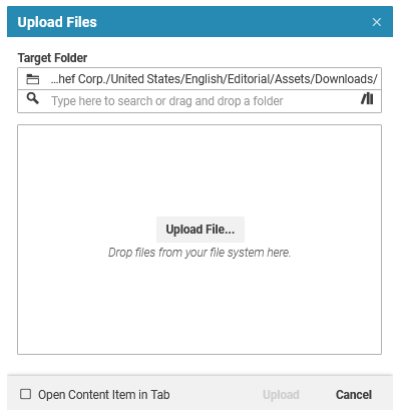 Upload Files
Target Folder
...hef Corp./United States/English/Editorial/Assets/Downloads/
Type here to search or drag and drop a folder
Upload File...
Drop files from your file system here.
Open Content Item in Tab
Upload
Cancel